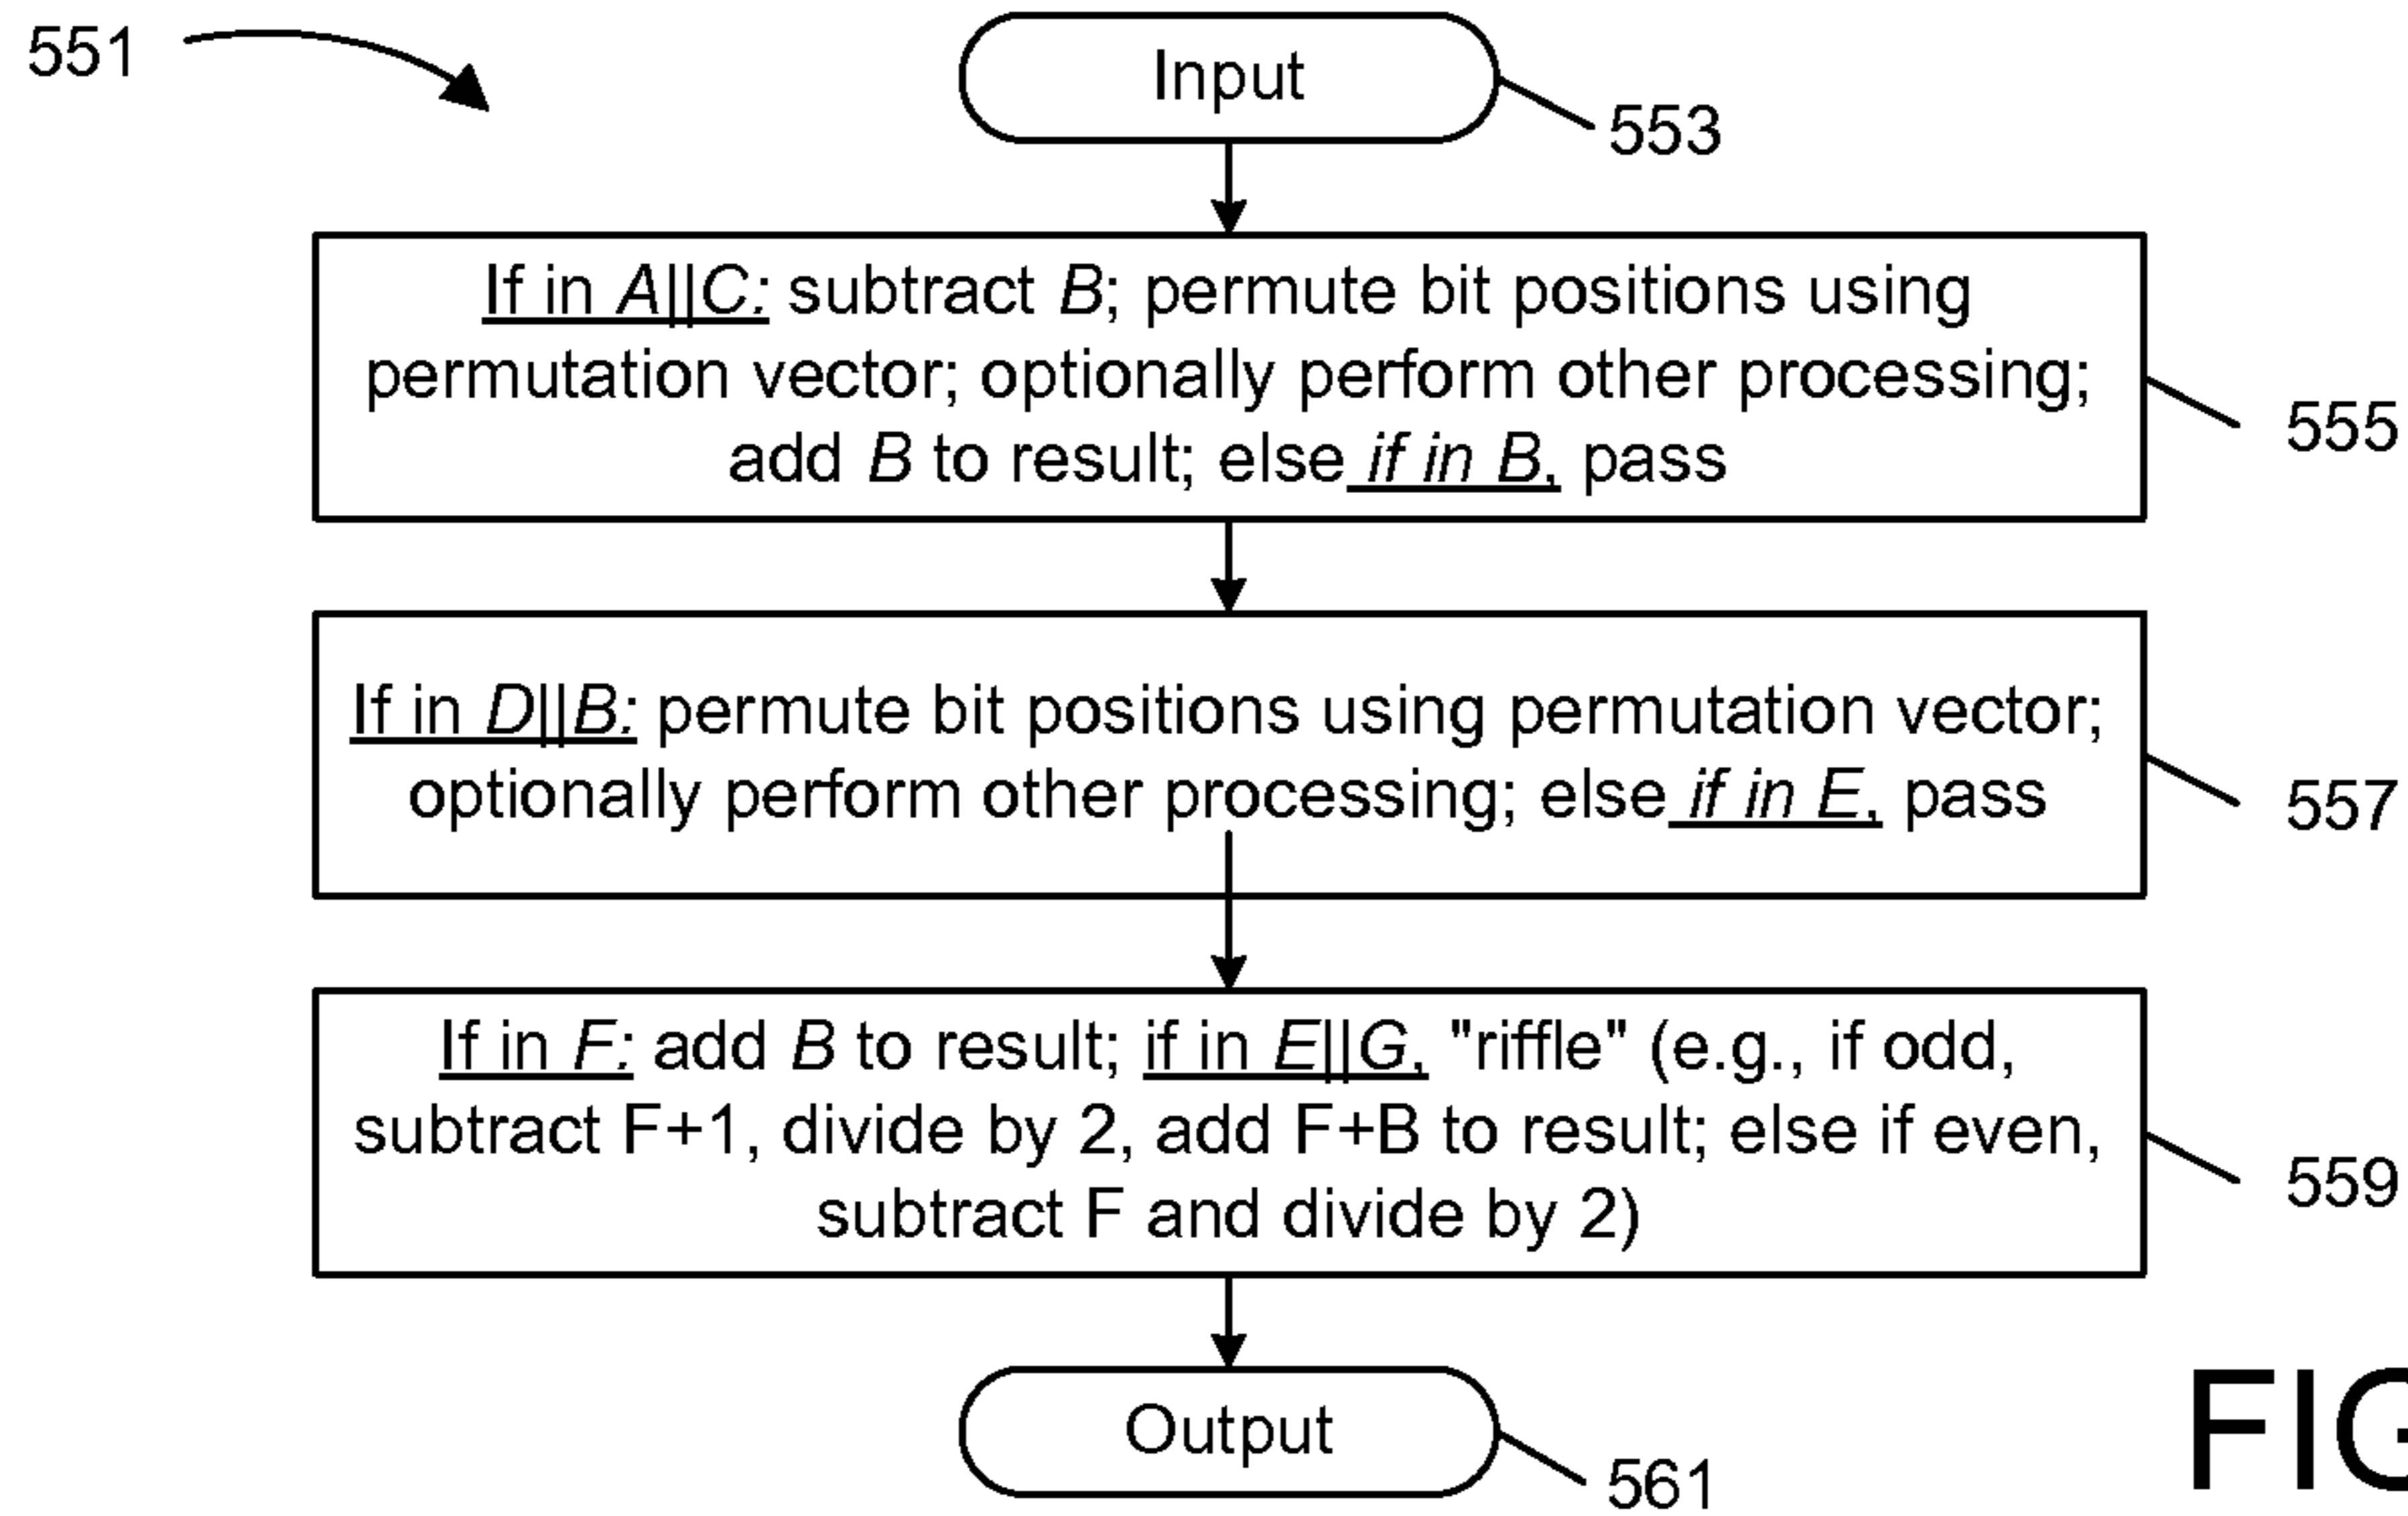 551
Input
553
If in A||C: subtract B; permute bit positions using
permutation vector; optionally perform other processing;
add B to result; else if in B, pass
555
If in D||B: permute bit positions using permutation vector;
optionally perform other processing; else if in E, pass
557
If in F: add B to result; if in E||G, "riffle" (e.g., if odd,
subtract F+1, divide by 2, add F+B to result; else if even,
subtract F and divide by 2)
559
Output
561
FIG